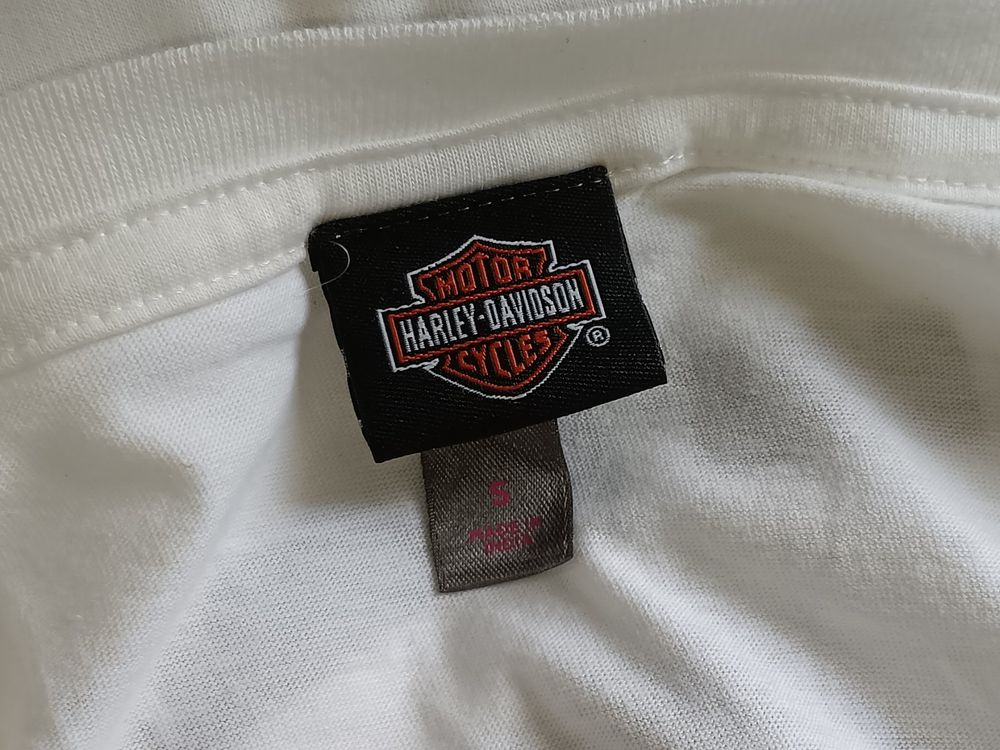 MOTOR
HARLEY-DAVIDSON
CYCLES
®
S
MADE IN
INDIA